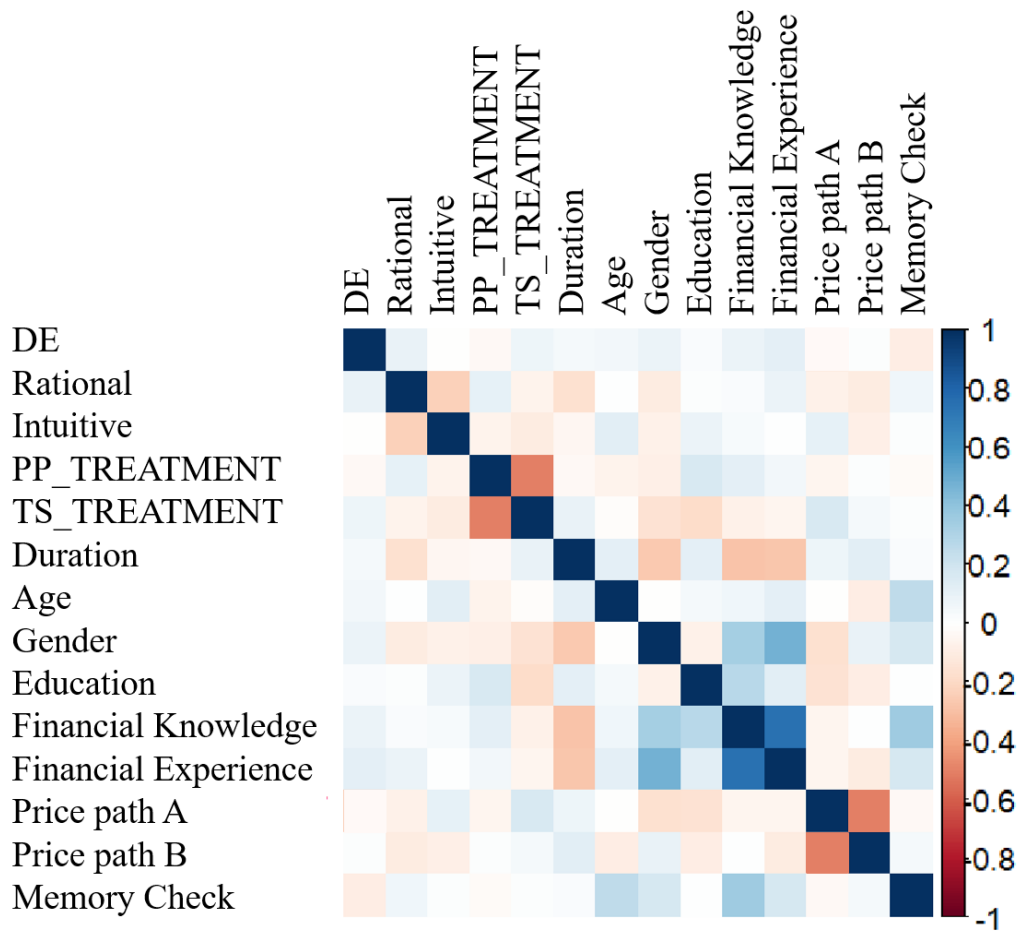 DE
Rational
Intuitive
PP_TREATMENT
TS_TREATMENT
Duration
Age
Gender
Education
Financial Knowledge
Financial Experience
Price path A
Price path B
Memory Check
DE
Rational
Intuitive
PP_TREATMENT
TS_TREATMENT
Duration
Age
Gender
Education
Financial Knowledge
Financial Experience
Price path A
Price path B
Memory Check
1
0.8
0.6
0.4
0.2
0
-0.2
-0.4
-0.6
-0.8
-1